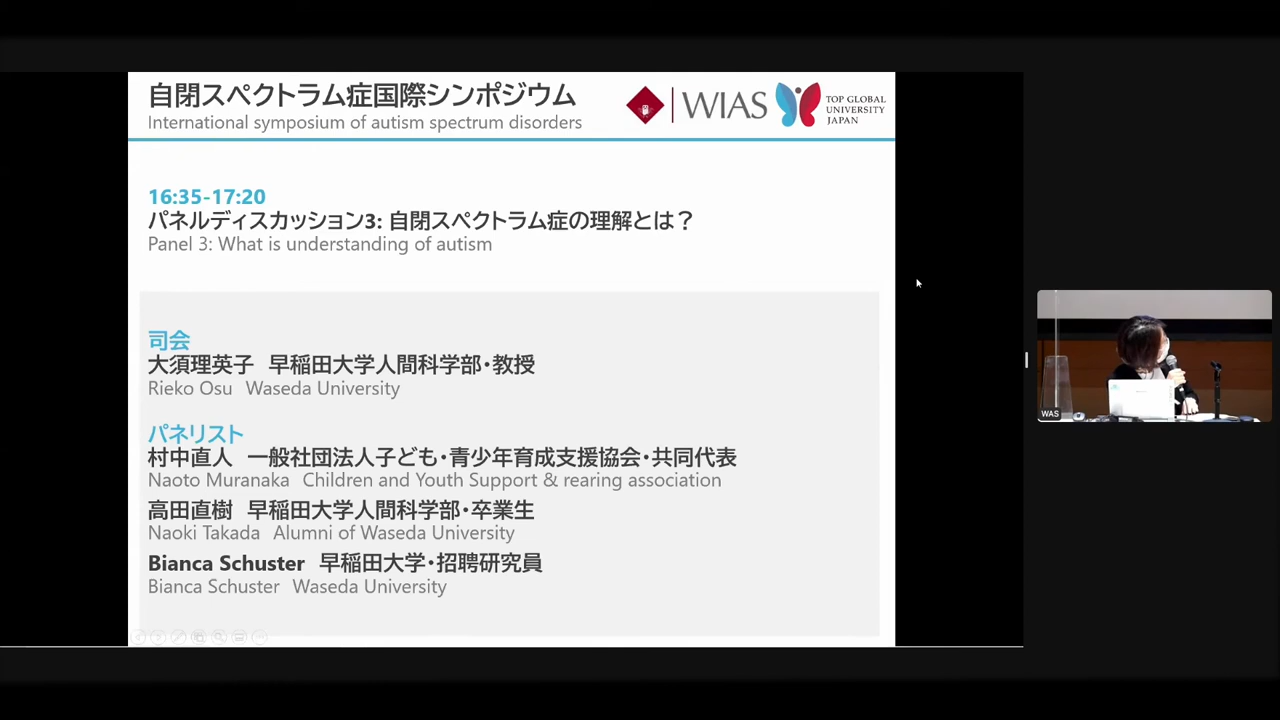 自閉スペクトラム症国際シンポジウム
International symposium of autism spectrum disorders
WIAS
TOP GLOBAL
UNIVERSITY
JAPAN
16:35-17:20
パネルディスカッション3: 自閉スペクトラム症の理解とは？
Panel 3: What is understanding of autism
司会
大須理英子 早稲田大学人間科学部・教授
Rieko Osu Waseda University
パネリスト
村中直人 一般社団法人子ども・青少年育成支援協会・共同代表
Naoto Muranaka Children and Youth Support & rearing association
高田直樹 早稲田大学人間科学部・卒業生
Naoki Takada Alumni of Waseda University
Bianca Schuster 早稲田大学・招聘研究員
Bianca Schuster Waseda University
WAS